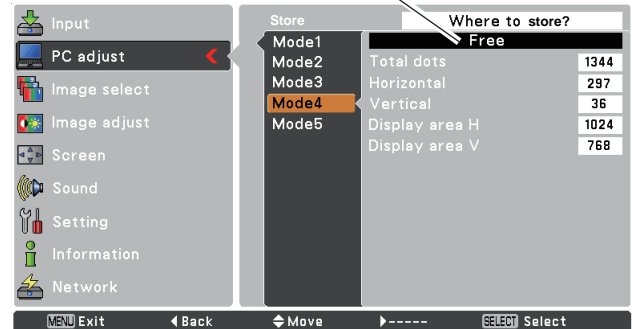 Input
PC adjust
Image select
Image adjust
Screen
Sound
Setting
Information
Network
Store
Mode1
Mode2
Mode3
Mode4
Mode5
Where to store?
Free
Total dots 1344
Horizontal 297
Vertical 36
Display area H 1024
Display area V 768
MENU Exit Back Move ----- SELECT Select